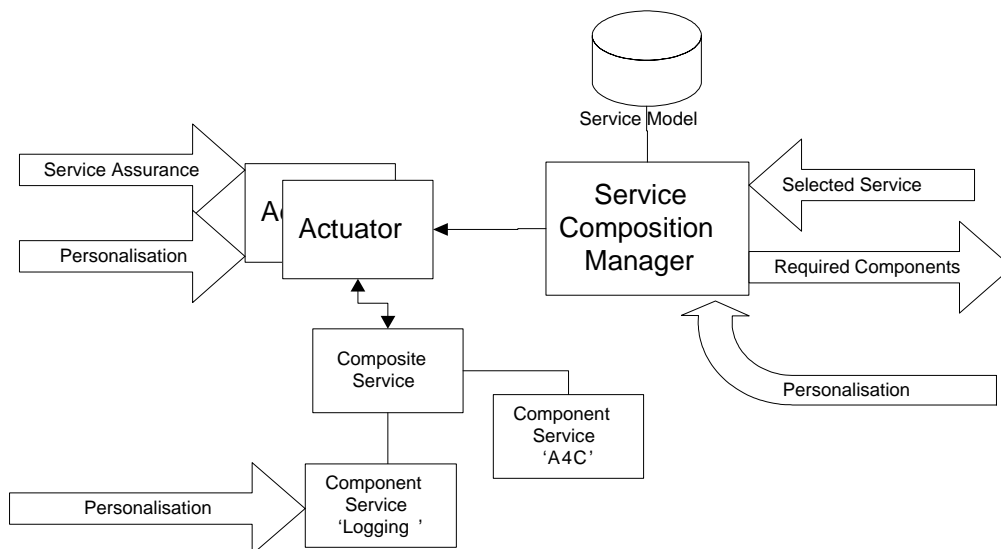 Service Model
Service Assurance
Ac
Actuator
Service
Composition
Manager
Selected Service
Personalisation
Required Components
Composite
Service
Personalisation
Component
Service
‘A4C’
Personalisation
Component
Service
‘Logging ’